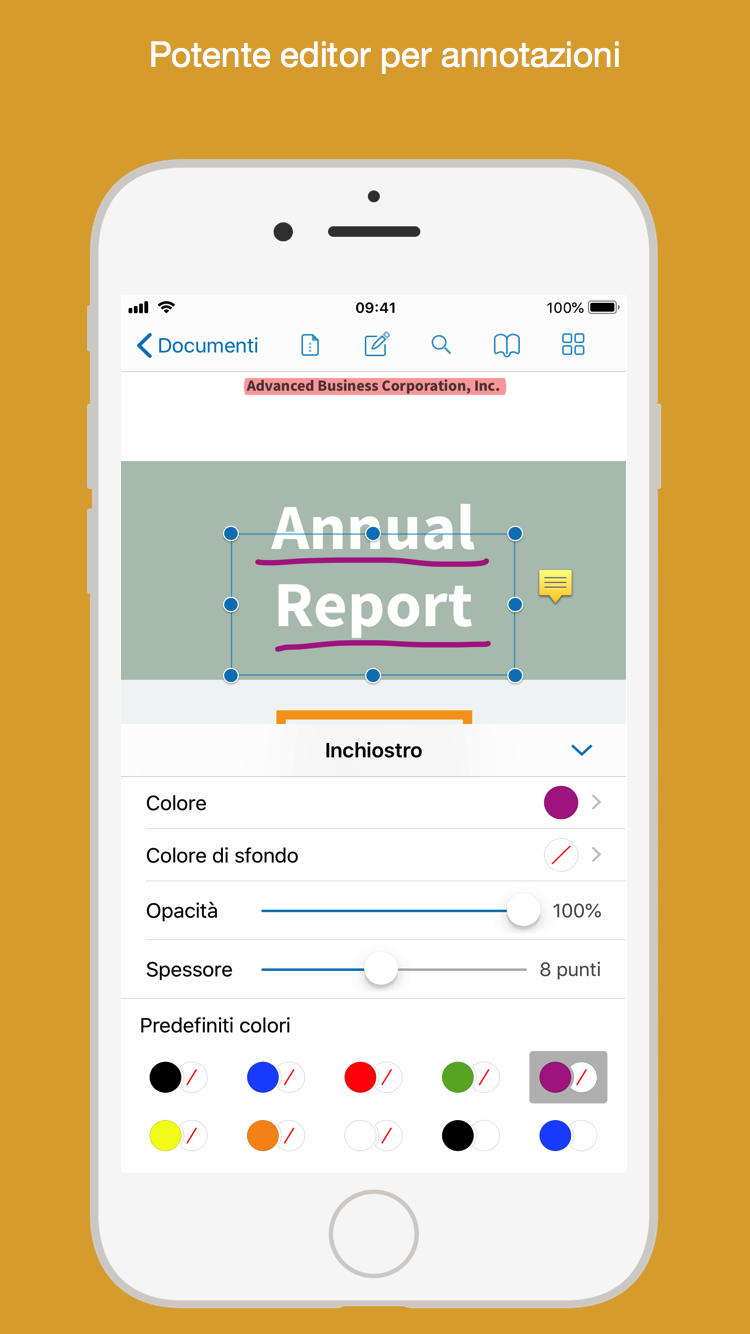 Potente editor per annotazioni
09:41
100%
Documenti
Advanced Business Corporation, Inc.
Annual
Report
Inchiostro
Colore
Colore di sfondo
Opacità
100%
Spessore
8 punti
Predefiniti colori